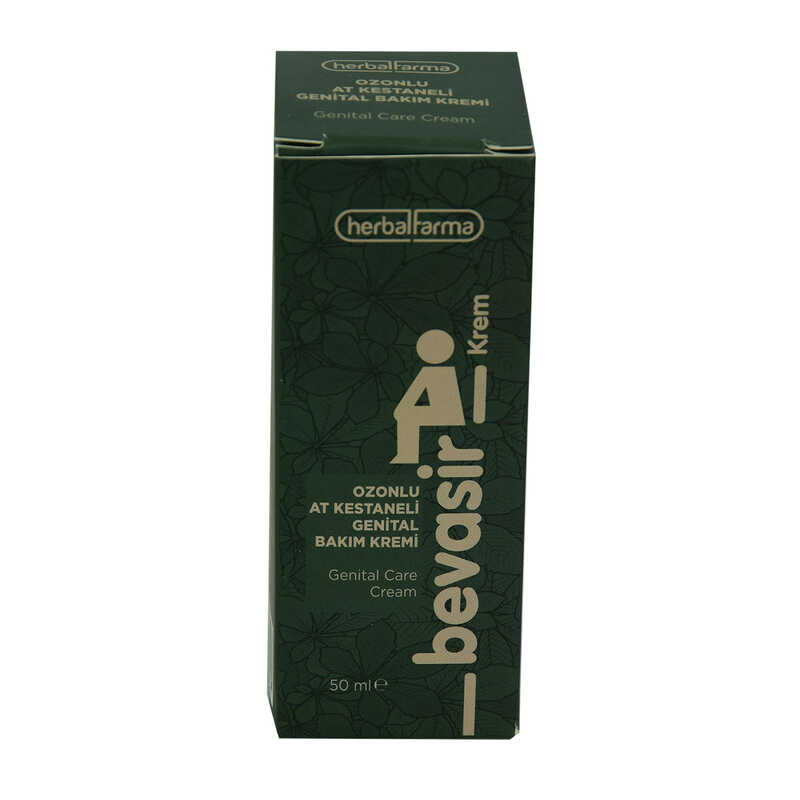 herbalfarma
OZONLU
AT KESTANELİ
GENİTAL BAKIM KREMİ
Genital Care Cream
herbalfarma
bevasir
Krem
OZONLU
AT KESTANELİ
GENİTAL
BAKIM KREMİ
Genital Care
Cream
50 ml ℮